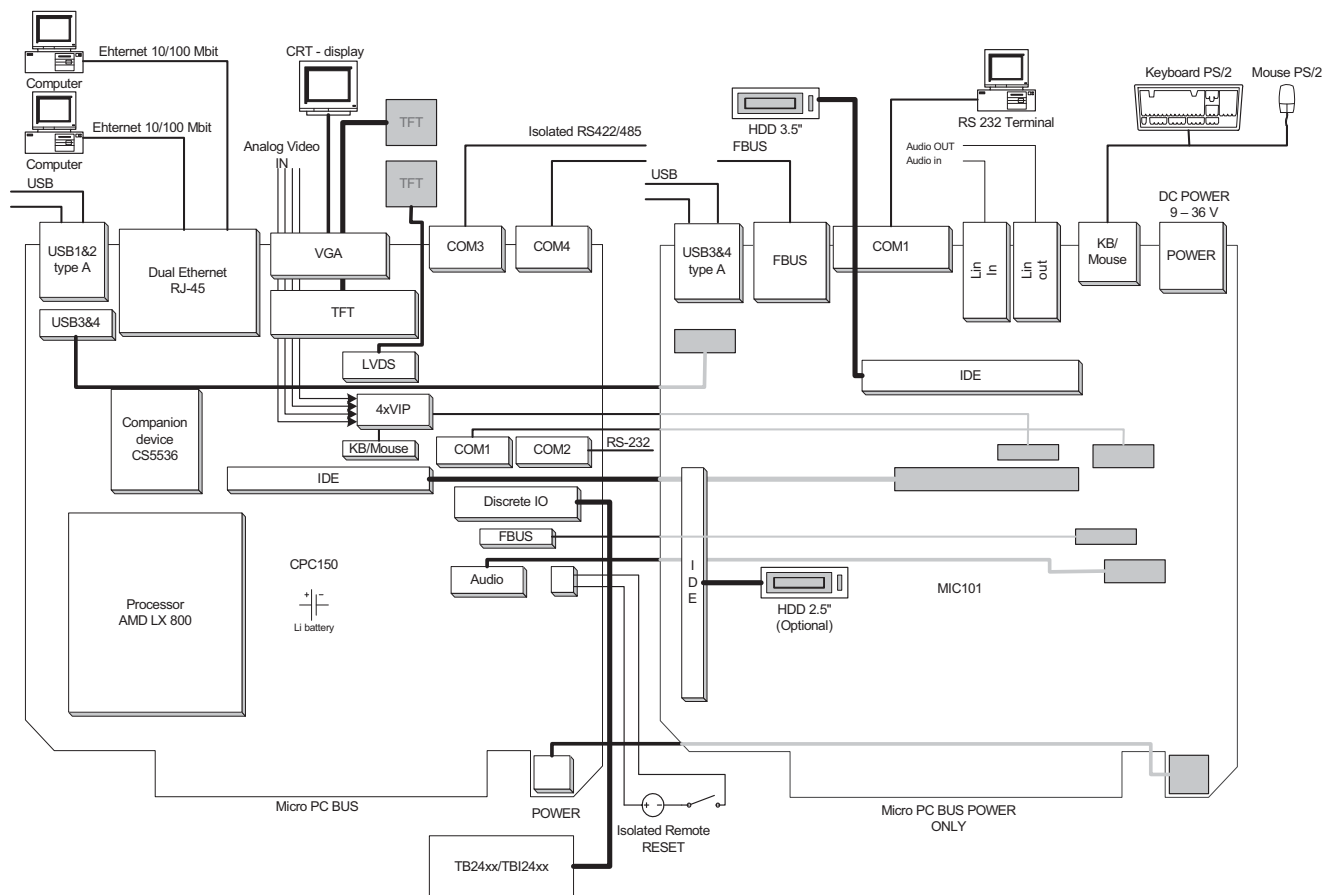 Ehternet 10/100 Mbit
Computer
Ehternet 10/100 Mbit
Computer
USB
CRT - display
Analog Video
IN
TFT
TFT
Isolated RS422/485
HDD 3.5"
FBUS
USB
RS 232 Terminal
Audio OUT
Audio in
Keyboard PS/2
Mouse PS/2
DC POWER
9 – 36 V
USB1&2
type A
Dual Ethernet
RJ-45
VGA
COM3
COM4
USB3&4
type A
FBUS
COM1
Lin
In
Lin
out
KB/
Mouse
POWER
USB3&4
TFT
LVDS
IDE
Companion
device
CS5536
4xVIP
KB/Mouse
COM1
COM2
RS-232
IDE
Discrete IO
FBUS
Audio
CPC150
+
-
Li battery
Processor
AMD LX 800
I
D
E
HDD 2.5"
(Optional)
MIC101
Micro PC BUS
POWER
+ -
Isolated Remote
RESET
Micro PC BUS POWER
ONLY
TB24xx/TBI24xx